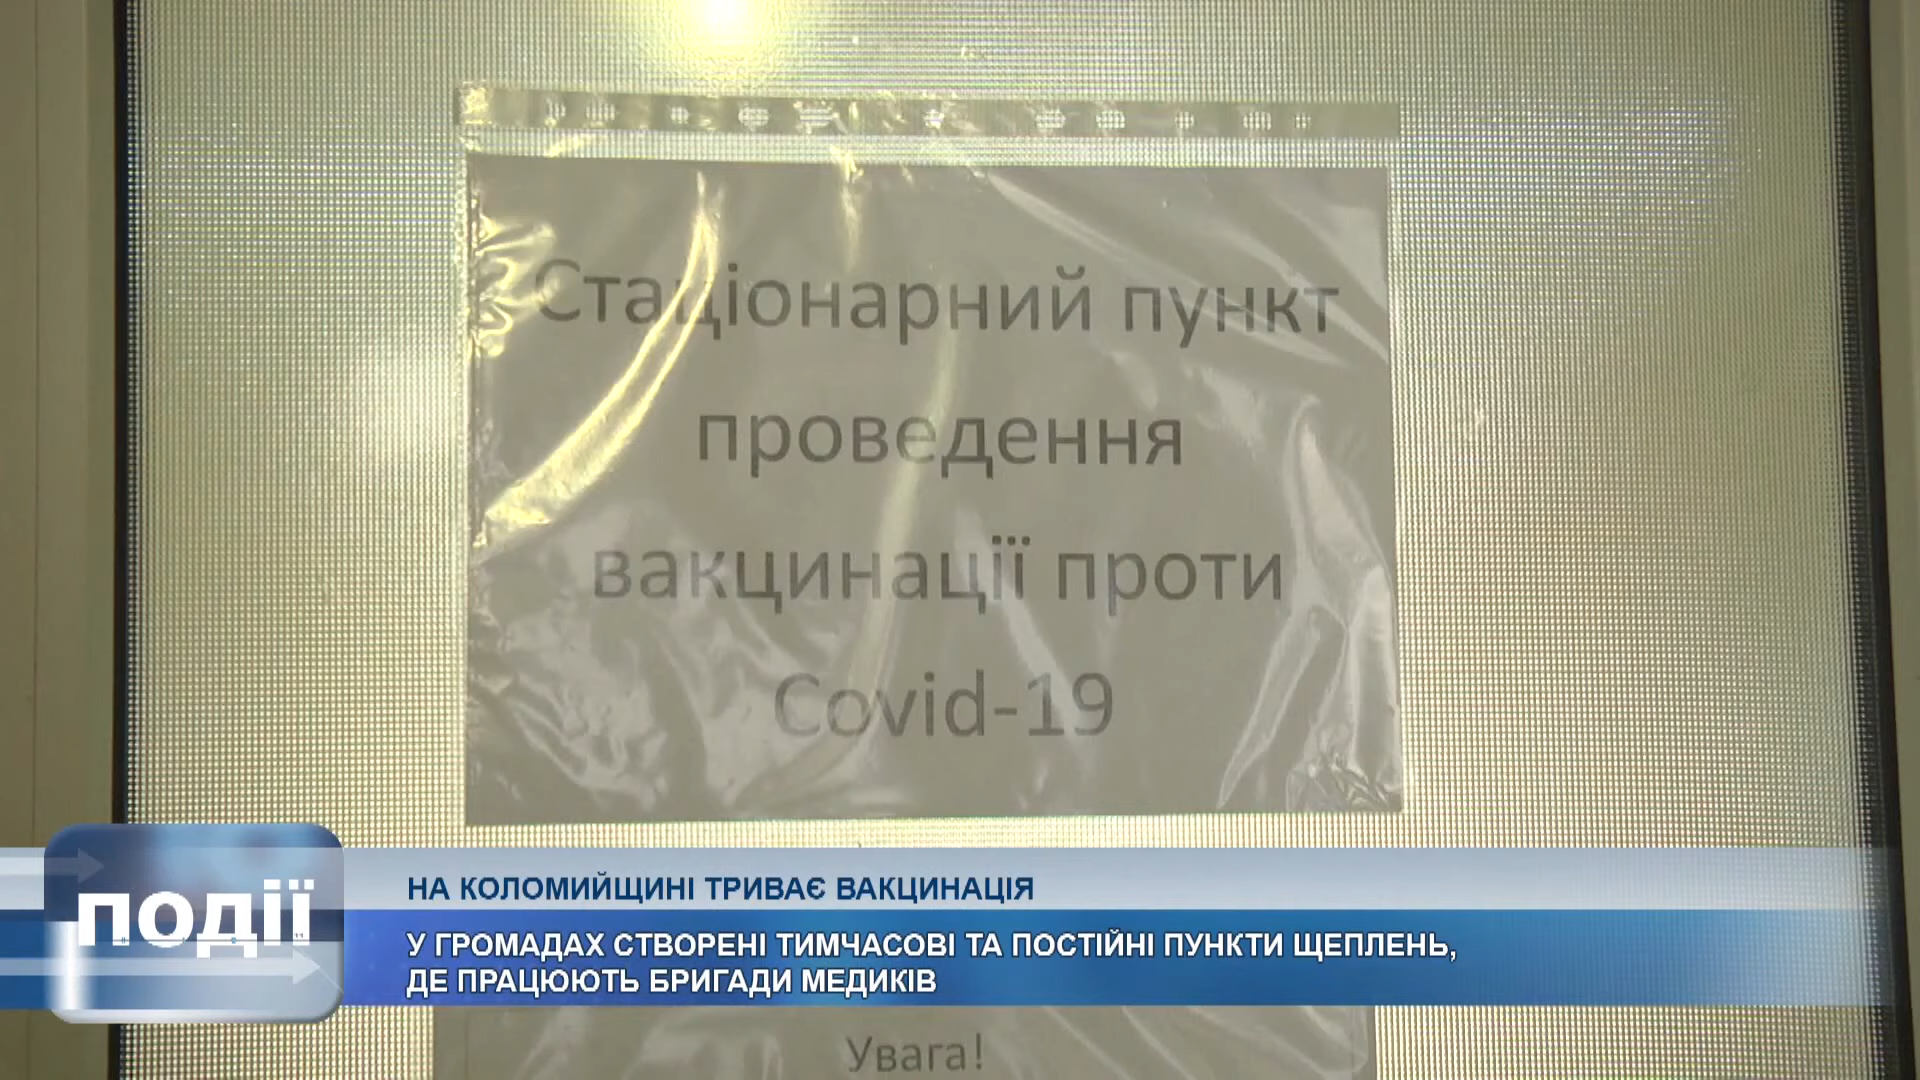 Стаціонарний пункт
проведення
вакцинації проти
Covid-19
події
НА КОЛОМИЙЩИНІ ТРИВАЄ ВАКЦИНАЦІЯ
У ГРОМАДАХ СТВОРЕНІ ТИМЧАСОВІ ТА ПОСТІЙНІ ПУНКТИ ЩЕПЛЕНЬ,
ДЕ ПРАЦЮЮТЬ БРИГАДИ МЕДИКІВ
Увага!